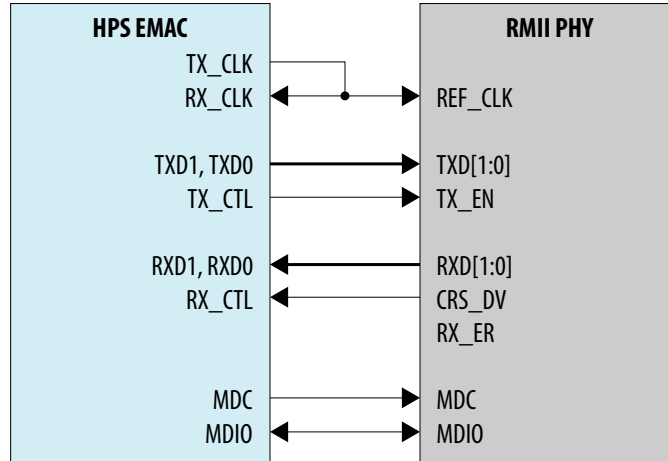 HPS EMAC
RMII PHY
TX_CLK
RX_CLK
REF_CLK
TXD1, TXD0
TXD[1:0]
TX_CTL
TX_EN
RXD1, RXD0
RXD[1:0]
RX_CTL
CRS_DV
RX_ER
MDC
MDC
MDIO
MDIO